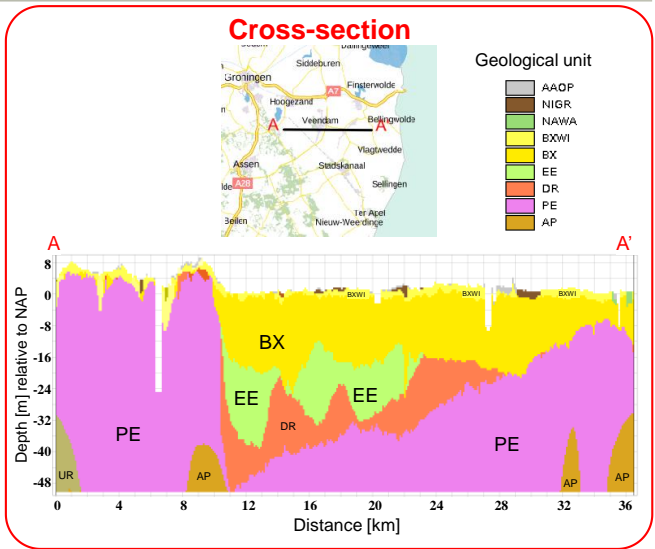 Cross-section
Dallingeweer
Siddeburen
Groningen
Finsterwolde
A7
Hoogezand
A Veendam Bellingwolde A'
Vlagtwedde
Assen
Stadskanaal
A28
Sellingen
Ter Apel
Beilen Nieuw-Weerdinge
Geological unit
AAOP
NIGR
NAWA
BXWI
BX
EE
DR
PE
AP
A A'
Depth [m] relative to NAP
8
0
-8
-16
-24
-32
-40
-48
BXWI BXWI BXWI
BX
EE EE
DR
PE PE
UR AP AP AP
0 4 8 12 16 20 24 28 32 36
Distance [km]